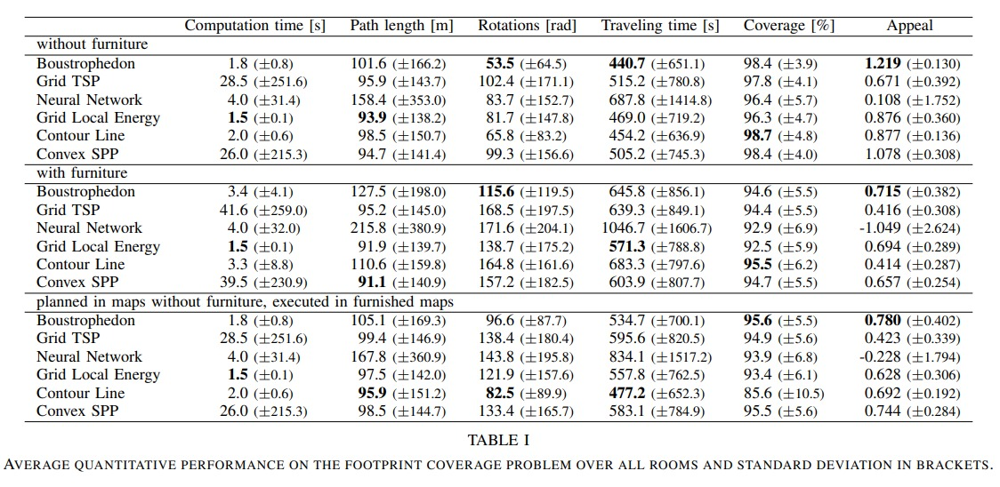 Computation time [s] Path length [m] Rotations [rad] Traveling time [s] Coverage [%] Appeal
without furniture
Boustrophedon 1.8 (±0.8) 101.6 (±166.2) 53.5 (±64.5) 440.7 (±651.1) 98.4 (±3.9) 1.219 (±0.130)
Grid TSP 28.5 (±251.6) 95.9 (±143.7) 102.4 (±171.1) 515.2 (±780.8) 97.8 (±4.1) 0.671 (±0.392)
Neural Network 4.0 (±31.4) 158.4 (±353.0) 83.7 (±152.7) 687.8 (±1414.8) 96.4 (±5.7) 0.108 (±1.752)
Grid Local Energy 1.5 (±0.1) 93.9 (±138.2) 81.7 (±147.8) 469.0 (±719.2) 96.3 (±4.7) 0.876 (±0.360)
Contour Line 2.0 (±0.6) 98.5 (±150.7) 65.8 (±83.2) 454.2 (±636.9) 98.7 (±4.8) 0.877 (±0.136)
Convex SPP 26.0 (±215.3) 94.7 (±141.4) 99.3 (±156.6) 505.2 (±745.3) 98.4 (±4.0) 1.078 (±0.308)
with furniture
Boustrophedon 3.4 (±4.1) 127.5 (±198.0) 115.6 (±119.5) 645.8 (±856.1) 94.6 (±5.5) 0.715 (±0.382)
Grid TSP 41.6 (±259.0) 95.2 (±145.0) 168.5 (±197.5) 639.3 (±849.1) 94.4 (±5.5) 0.416 (±0.308)
Neural Network 4.0 (±32.0) 215.8 (±380.9) 171.6 (±204.1) 1046.7 (±1606.7) 92.9 (±6.9) -1.049 (±2.624)
Grid Local Energy 1.5 (±0.1) 91.9 (±139.7) 138.7 (±175.2) 571.3 (±788.8) 92.5 (±5.9) 0.694 (±0.289)
Contour Line 3.3 (±8.8) 110.6 (±159.8) 164.8 (±161.6) 683.3 (±797.6) 95.5 (±6.2) 0.414 (±0.287)
Convex SPP 39.5 (±230.9) 91.1 (±140.9) 157.2 (±182.5) 603.9 (±807.7) 94.7 (±5.5) 0.657 (±0.254)
planned in maps without furniture, executed in furnished maps
Boustrophedon 1.8 (±0.8) 105.1 (±169.3) 96.6 (±87.7) 534.7 (±700.1) 95.6 (±5.5) 0.780 (±0.402)
Grid TSP 28.5 (±251.6) 99.4 (±146.9) 138.4 (±180.4) 595.6 (±820.5) 94.9 (±5.6) 0.423 (±0.339)
Neural Network 4.0 (±31.4) 167.8 (±360.9) 143.8 (±195.8) 834.1 (±1517.2) 93.9 (±6.8) -0.228 (±1.794)
Grid Local Energy 1.5 (±0.1) 97.5 (±142.0) 121.9 (±157.6) 557.8 (±762.5) 93.4 (±6.1) 0.628 (±0.306)
Contour Line 2.0 (±0.6) 95.9 (±151.2) 82.5 (±89.9) 477.2 (±652.3) 85.6 (±10.5) 0.692 (±0.192)
Convex SPP 26.0 (±215.3) 98.5 (±144.7) 133.4 (±165.7) 583.1 (±784.9) 95.5 (±5.6) 0.744 (±0.284)
TABLE I
AVERAGE QUANTITATIVE PERFORMANCE ON THE FOOTPRINT COVERAGE PROBLEM OVER ALL ROOMS AND STANDARD DEVIATION IN BRACKETS.